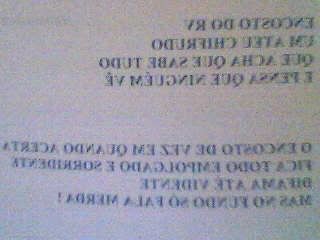 ENCOSTO DO RV
UM ATEU CHIFRUDO
QUE ACHA QUE SABE TUDO
E PENSA QUE NINGUÉM VÊ
O ENCOSTO DE VEZ EM QUANDO ACERTA
FICA TODO EMPOLGADO E SORRIDENTE
DIFAMA ATÉ VIDENTE
MAS NO FUNDO SÓ FALA MERDA!